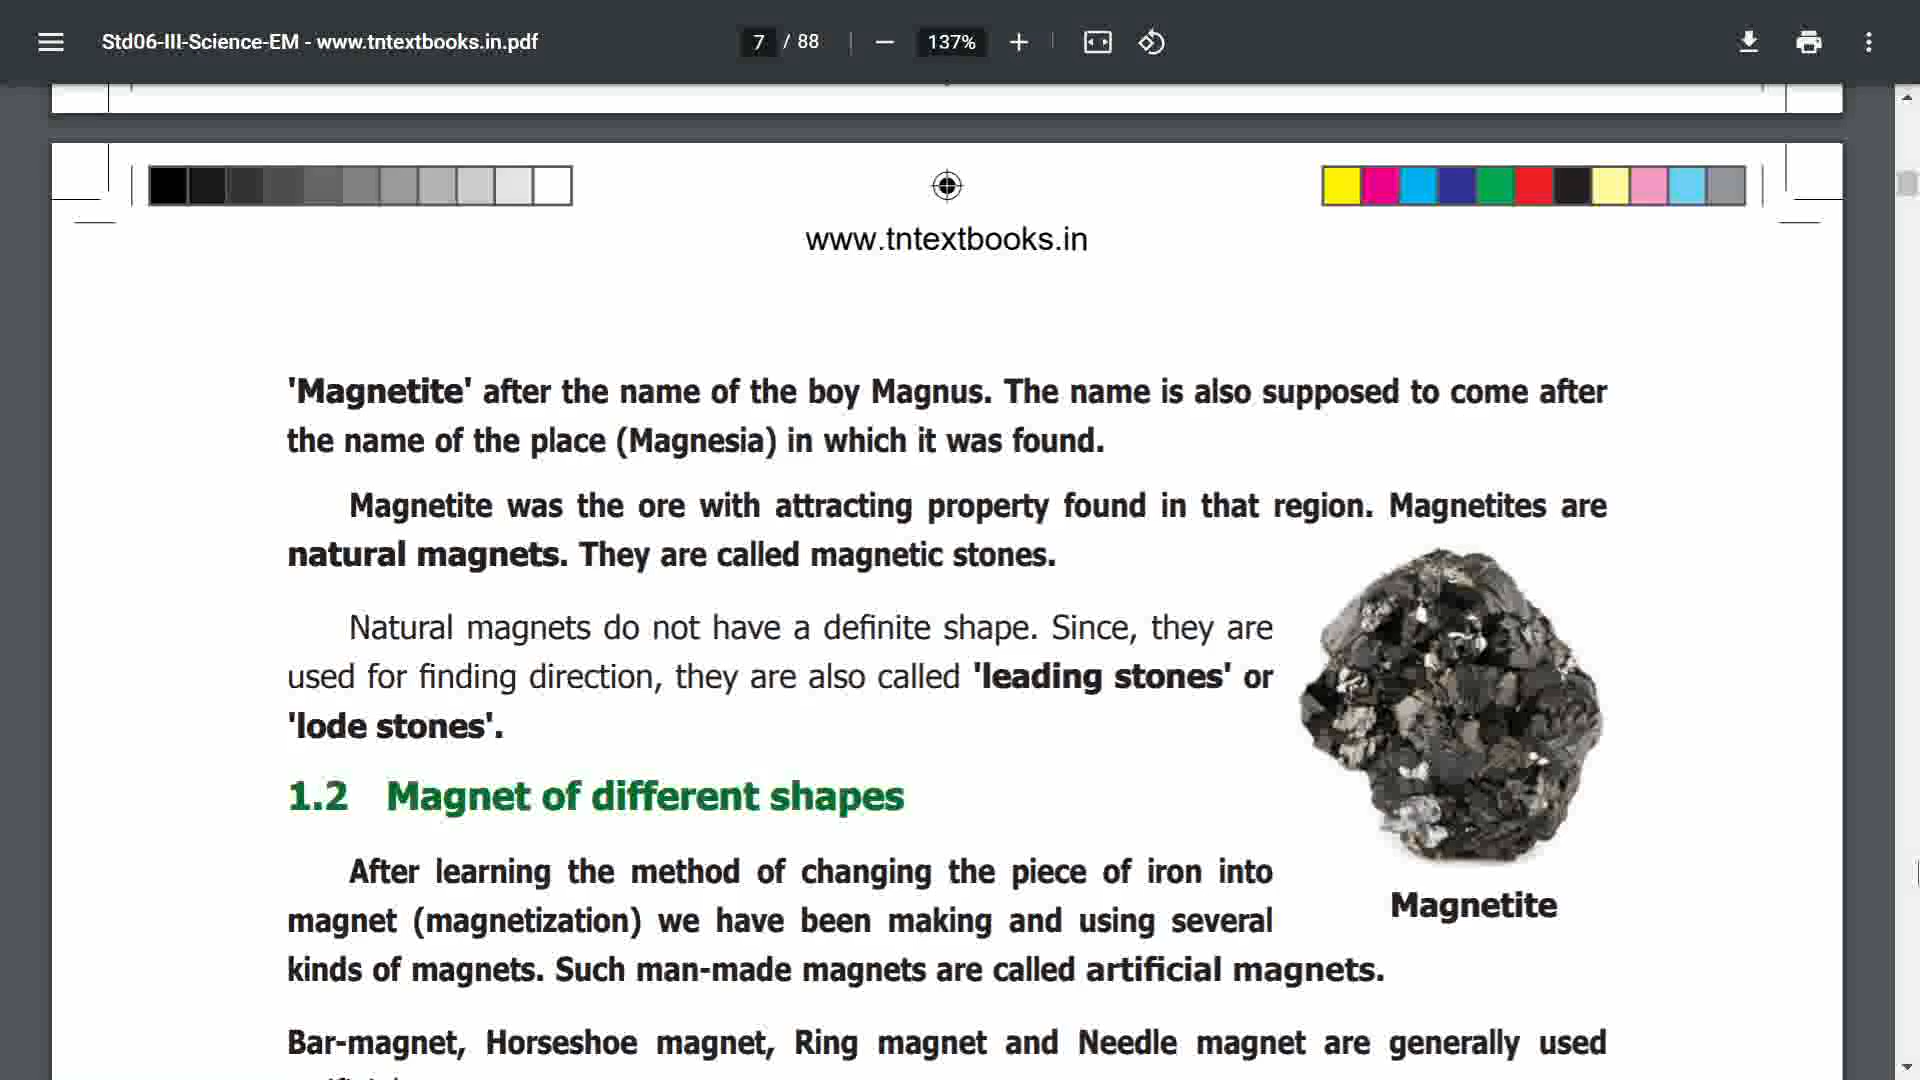 Std06-III-Science-EM - www.tntextbooks.in.pdf 7 / 88 137%
www.tntextbooks.in
'Magnetite' after the name of the boy Magnus. The name is also supposed to come after
the name of the place (Magnesia) in which it was found.
Magnetite was the ore with attracting property found in that region. Magnetites are
natural magnets. They are called magnetic stones.
Natural magnets do not have a definite shape. Since, they are
used for finding direction, they are also called 'leading stones' or
'lode stones'.
1.2 Magnet of different shapes
After learning the method of changing the piece of iron into
magnet (magnetization) we have been making and using several
kinds of magnets. Such man-made magnets are called artificial magnets.
Magnetite
Bar-magnet, Horseshoe magnet, Ring magnet and Needle magnet are generally used